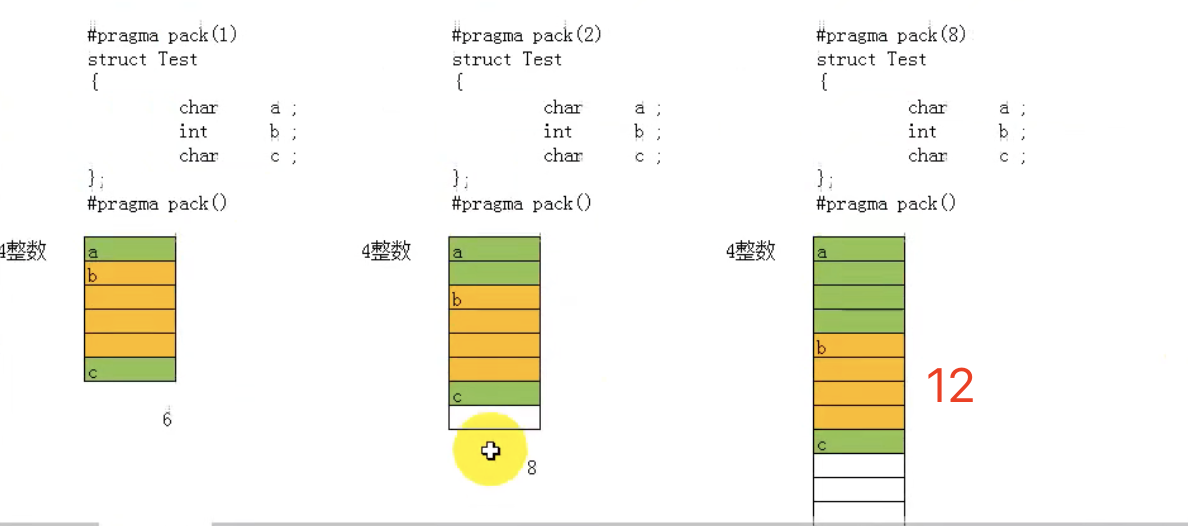 #pragma pack(1)
struct Test
{
char a ;
int b ;
char c ;
};
#pragma pack()
4整数
a
b
c
6
#pragma pack(2)
struct Test
{
char a ;
int b ;
char c ;
};
#pragma pack()
4整数
a
b
c
8
#pragma pack(8)
struct Test
{
char a ;
int b ;
char c ;
};
#pragma pack()
4整数
a
b
c
12